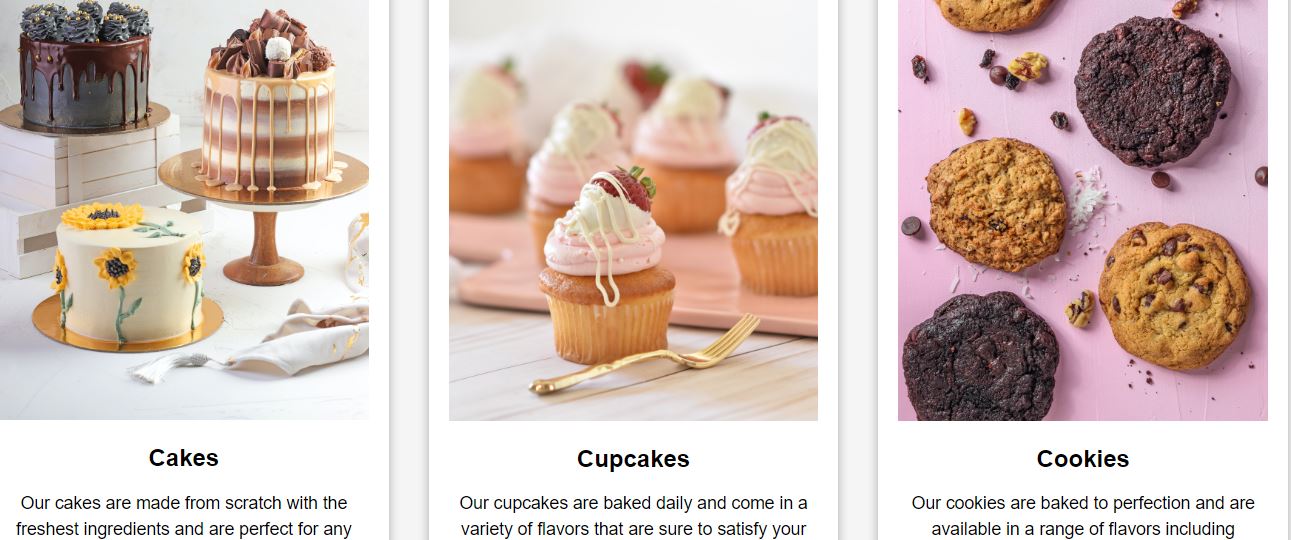 Cakes
Our cakes are made from scratch with the
freshest ingredients and are perfect for any
Cupcakes
Our cupcakes are baked daily and come in a
variety of flavors that are sure to satisfy your
Cookies
Our cookies are baked to perfection and are
available in a range of flavors including